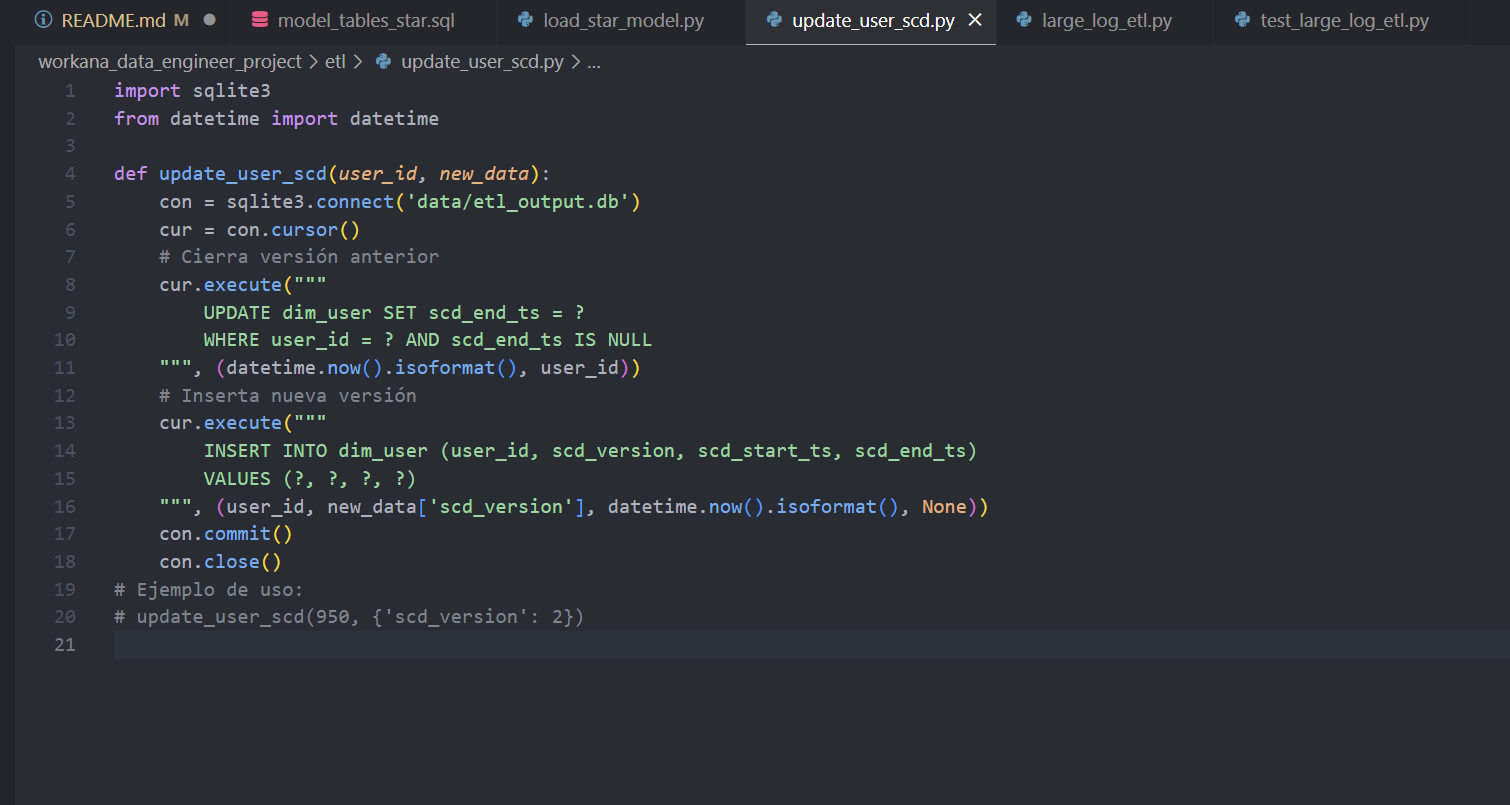 README.md M model_tables_star.sql load_star_model.py update_user_scd.py large_log_etl.py test_large_log_etl.py
workana_data_engineer_project > etl > update_user_scd.py > ...
1 import sqlite3
2 from datetime import datetime
3
4 def update_user_scd(user_id, new_data):
5     con = sqlite3.connect('data/etl_output.db')
6     cur = con.cursor()
7     # Cierra versión anterior
8     cur.execute("""
9         UPDATE dim_user SET scd_end_ts = ?
10         WHERE user_id = ? AND scd_end_ts IS NULL
11     """, (datetime.now().isoformat(), user_id))
12     # Inserta nueva versión
13     cur.execute("""
14         INSERT INTO dim_user (user_id, scd_version, scd_start_ts, scd_end_ts)
15         VALUES (?, ?, ?, ?)
16     """, (user_id, new_data['scd_version'], datetime.now().isoformat(), None))
17     con.commit()
18     con.close()
19 # Ejemplo de uso:
20 # update_user_scd(950, {'scd_version': 2})
21